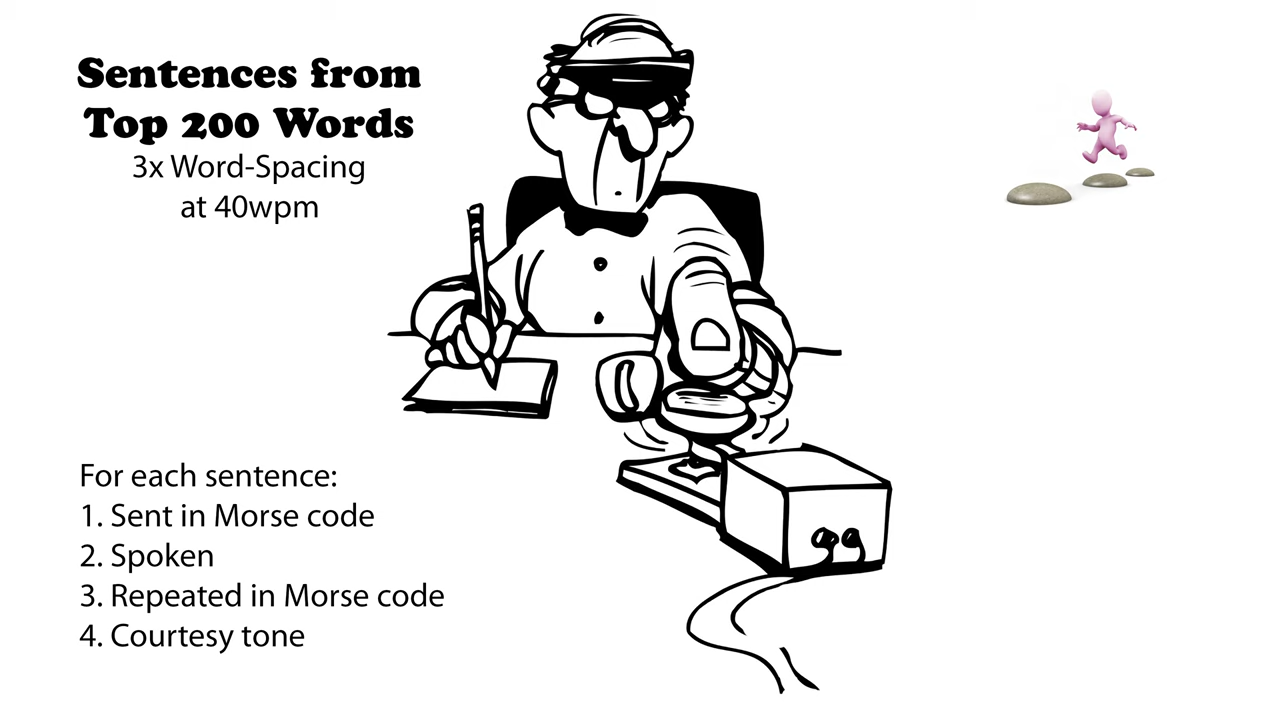 Sentences from
Top 200 Words
3x Word-Spacing
at 40wpm
For each sentence:
1. Sent in Morse code
2. Spoken
3. Repeated in Morse code
4. Courtesy tone